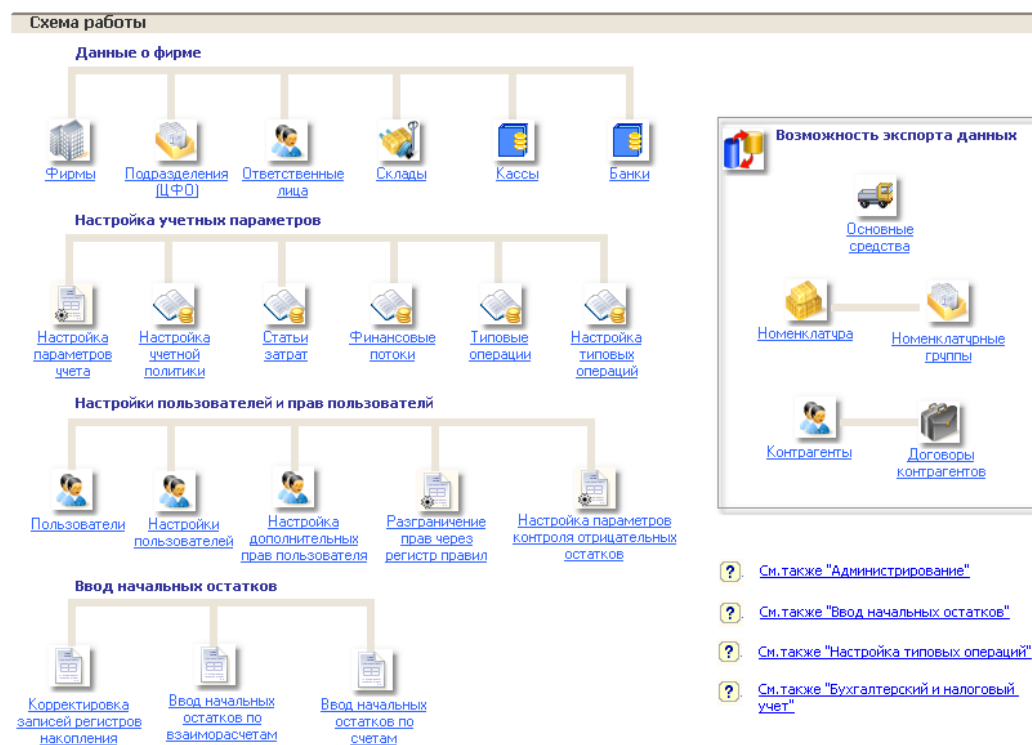 Схема работы
Данные о фирме
Фирмы
Подразделения
(ЦФО)
Ответственные
лица
Склады
Кассы
Банки
Настройка учетных параметров
Настройка
параметров
учета
Настройка
учетной
политики
Статьи
затрат
Финансовые
потоки
Типовые
операции
Настройка
типовых
операций
Настройки пользователей и прав пользователй
Пользователи
Настройки
пользователей
Настройка
дополнительных
прав пользователя
Разграничение
прав через
регистр правил
Настройка параметров
контроля отрицательных
остатков
Ввод начальных остатков
Корректировка
записей регистров
накопления
Ввод начальных
остатков по
взаиморасчетам
Ввод начальных
остатков по
счетам
Возможность экспорта данных
Основные
средства
Номенклатура
Номенклатурные
группы
Контрагенты
Договоры
контрагентов
? См.также "Администрирование"
? См.также "Ввод начальных остатков"
? См.также "Настройка типовых операций"
? См.также "Бухгалтерский и налоговый
учет"